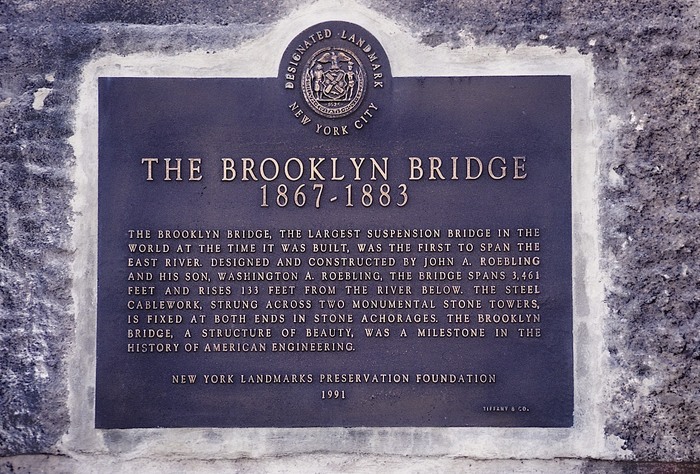 DESIGNATED LANDMARK
NEW YORK CITY
THE BROOKLYN BRIDGE
1867-1883
THE BROOKLYN BRIDGE, THE LARGEST SUSPENSION BRIDGE IN THE
WORLD AT THE TIME IT WAS BUILT, WAS THE FIRST TO SPAN THE
EAST RIVER. DESIGNED AND CONSTRUCTED BY JOHN A. ROEBLING
AND HIS SON, WASHINGTON A. ROEBLING, THE BRIDGE SPANS 3,461
FEET AND RISES 133 FEET FROM THE RIVER BELOW. THE STEEL
CABLEWORK, STRUNG ACROSS TWO MONUMENTAL STONE TOWERS,
IS FIXED AT BOTH ENDS IN STONE ACHORAGES. THE BROOKLYN
BRIDGE, A STRUCTURE OF BEAUTY, WAS A MILESTONE IN THE
HISTORY OF AMERICAN ENGINEERING.
NEW YORK LANDMARKS PRESERVATION FOUNDATION
1991
TIFFANY & CO.